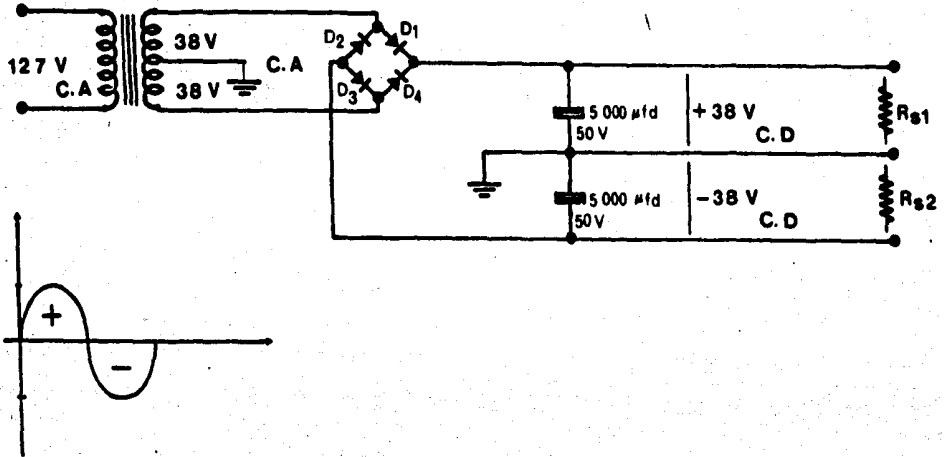 127 V
C.A
38 V
38 V
C.A
D2
D1
D3
D4
5 000 µfd
50 V
+38 V
C.D
Rs1
5 000 µfd
50 V
-38 V
C.D
Rs2
+
-